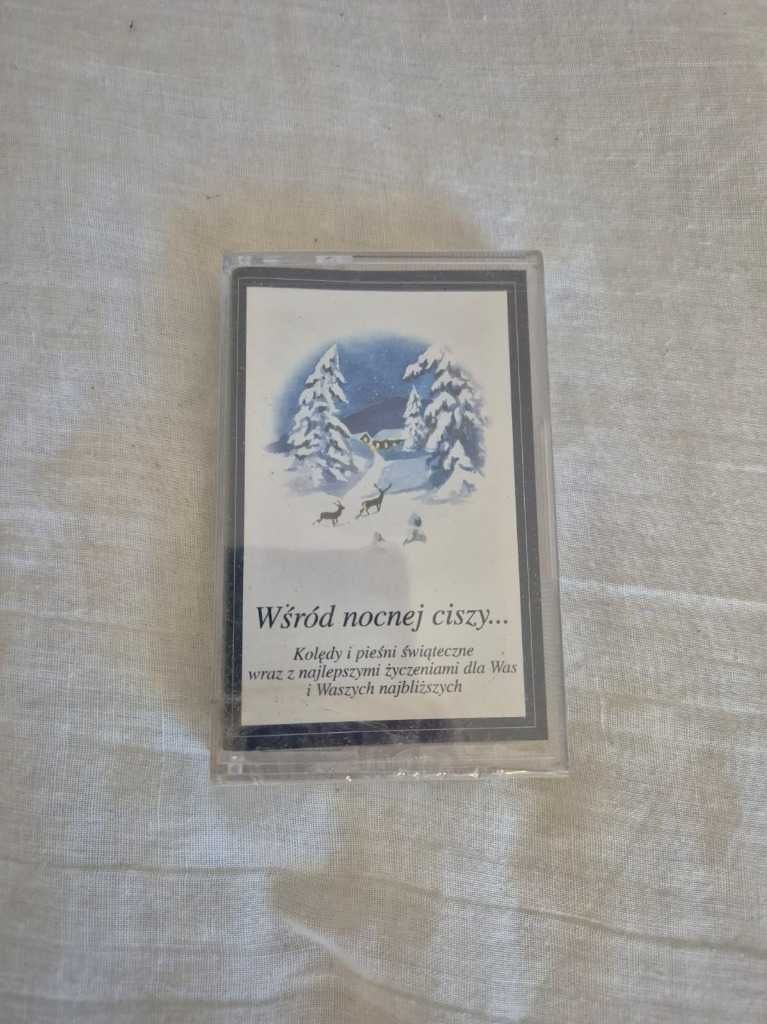 Wśród nocnej ciszy...
Kolędy i pieśni świąteczne
wraz z najlepszymi życzeniami dla Was
i Waszych najbliższych